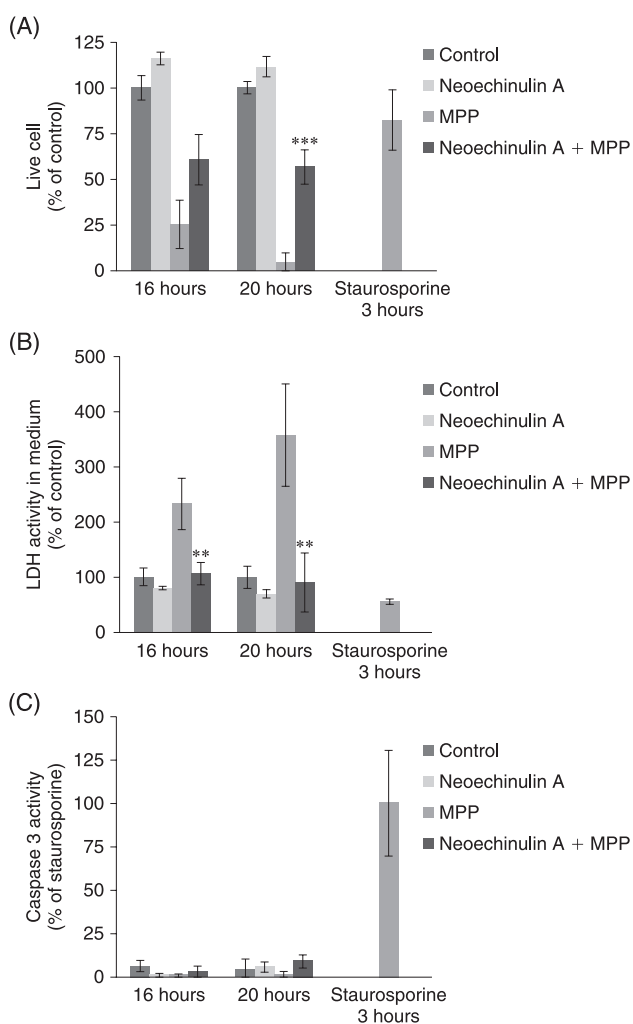 (A)
125
100
75
50
25
0
Live cell
(% of control)
***
16 hours
20 hours
Staurosporine
3 hours
Control
Neoechinulin A
MPP
Neoechinulin A + MPP
(B)
500
400
300
200
100
0
LDH activity in medium
(% of control)
**
**
16 hours
20 hours
Staurosporine
3 hours
Control
Neoechinulin A
MPP
Neoechinulin A + MPP
(C)
150
125
100
75
50
25
0
Caspase 3 activity
(% of staurosporine)
16 hours
20 hours
Staurosporine
3 hours
Control
Neoechinulin A
MPP
Neoechinulin A + MPP